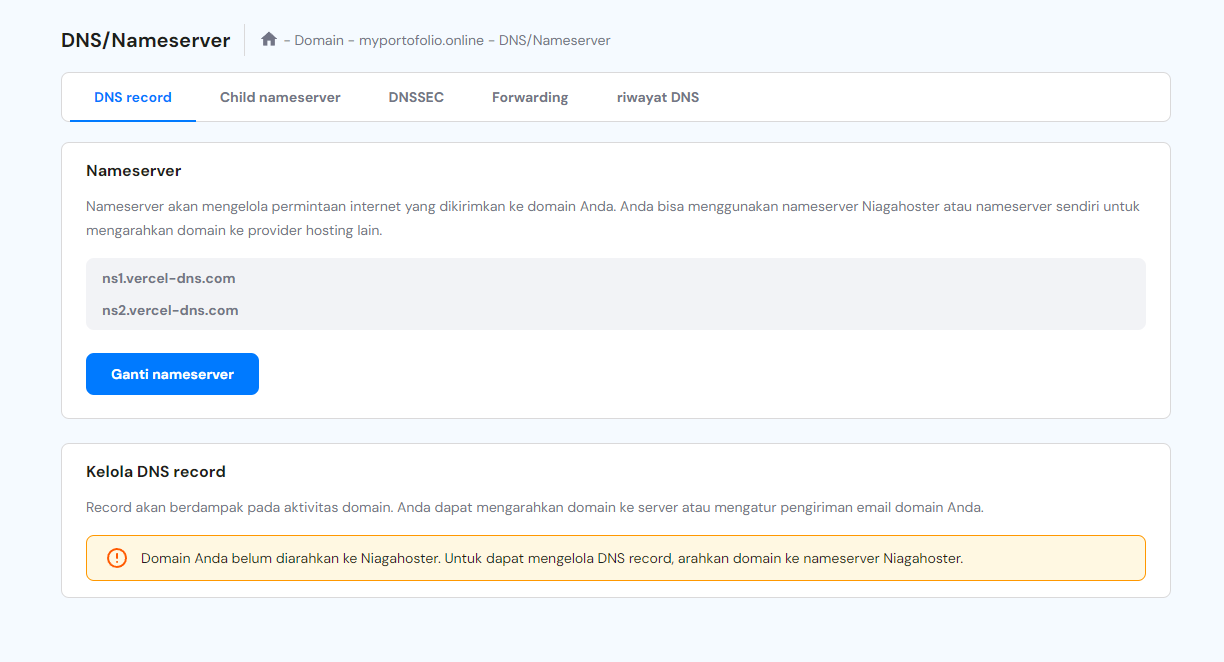 DNS/Nameserver
- Domain - myportofolio.online - DNS/Nameserver
DNS record
Child nameserver
DNSSEC
Forwarding
riwayat DNS
Nameserver
Nameserver akan mengelola permintaan internet yang dikirimkan ke domain Anda. Anda bisa menggunakan nameserver Niagahoster atau nameserver sendiri untuk
mengarahkan domain ke provider hosting lain.
ns1.vercel-dns.com
ns2.vercel-dns.com
Ganti nameserver
Kelola DNS record
Record akan berdampak pada aktivitas domain. Anda dapat mengarahkan domain ke server atau mengatur pengiriman email domain Anda.
Domain Anda belum diarahkan ke Niagahoster. Untuk dapat mengelola DNS record, arahkan domain ke nameserver Niagahoster.